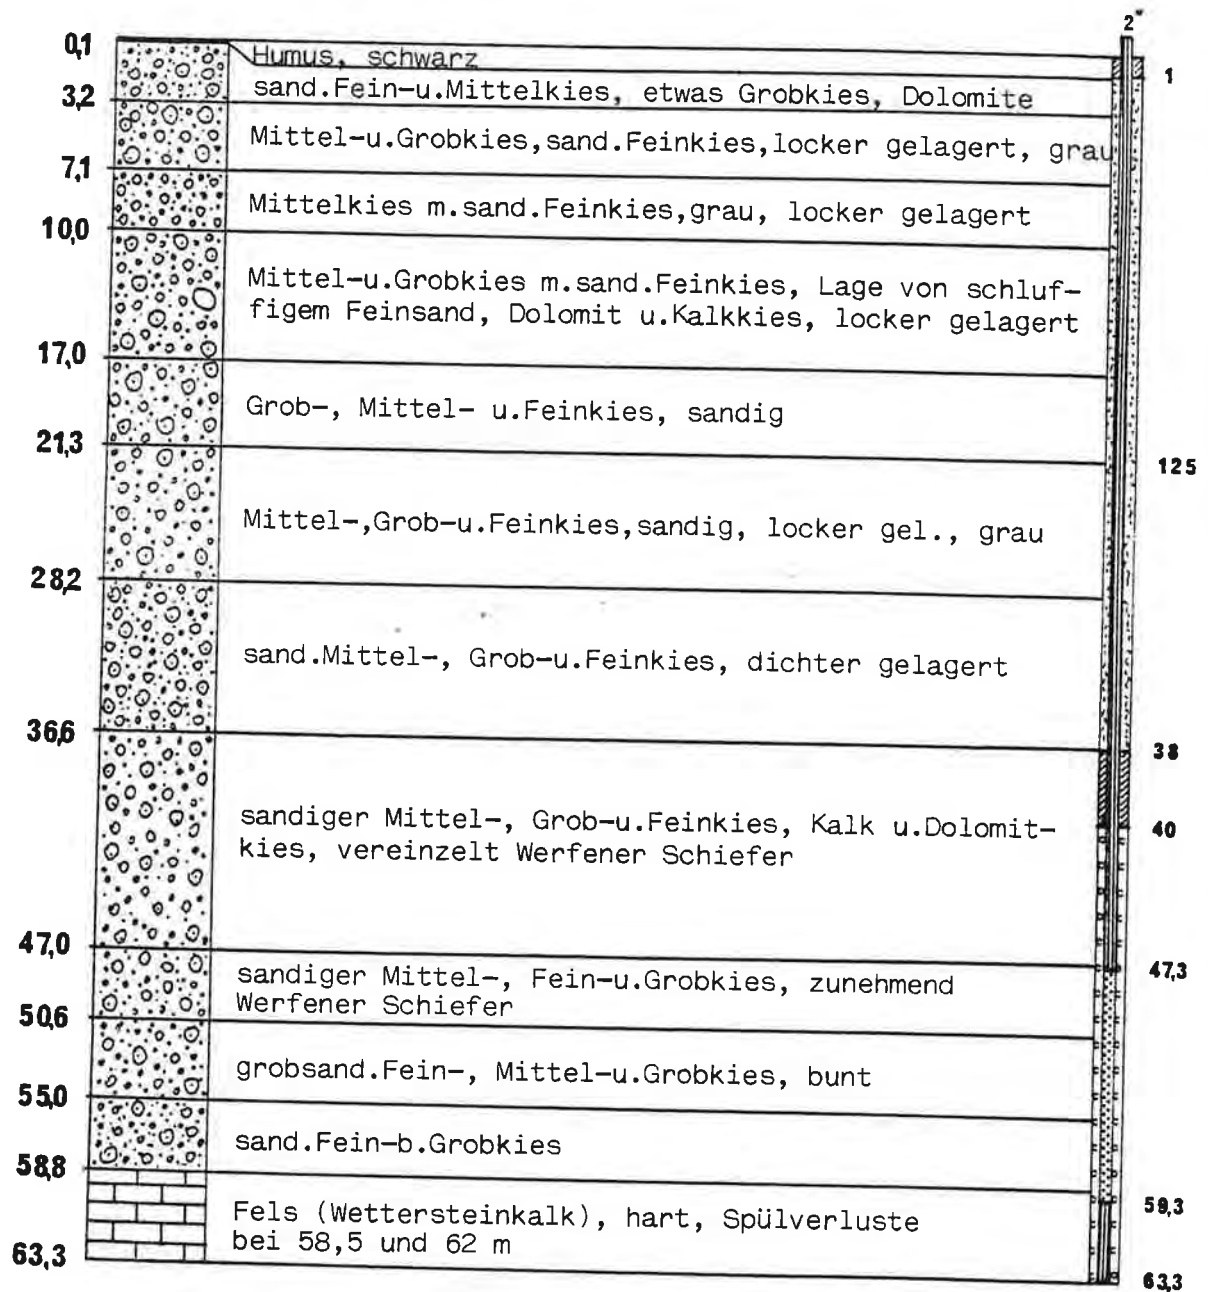 2"
0,1 Humus, schwarz 1
sand.Fein-u.Mittelkies, etwas Grobkies, Dolomite
3,2
Mittel-u.Grobkies,sand.Feinkies,locker gelagert, grau
7,1
Mittelkies m.sand.Feinkies,grau, locker gelagert
10,0
Mittel-u.Grobkies m.sand.Feinkies, Lage von schluf-
figem Feinsand, Dolomit u.Kalkkies, locker gelagert
17,0
Grob-, Mittel- u.Feinkies, sandig
21,3 125
Mittel-,Grob-u.Feinkies,sandig, locker gel., grau
28,2
sand.Mittel-, Grob-u.Feinkies, dichter gelagert
36,6 38
sandiger Mittel-, Grob-u.Feinkies, Kalk u.Dolomit- 40
kies, vereinzelt Werfener Schiefer
47,0 47,3
sandiger Mittel-, Fein-u.Grobkies, zunehmend
Werfener Schiefer
50,6
grobsand.Fein-, Mittel-u.Grobkies, bunt
55,0
sand.Fein-b.Grobkies
58,8 59,3
Fels (Wettersteinkalk), hart, Spülverluste
bei 58,5 und 62 m
63,3 63,3